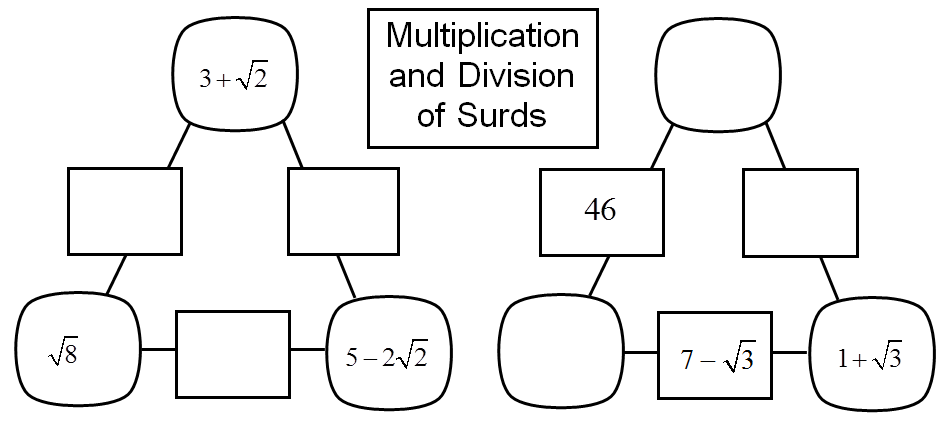 Multiplication
and Division
of Surds
3+√2
√8
5−2√2
46
7−√3
1+√3